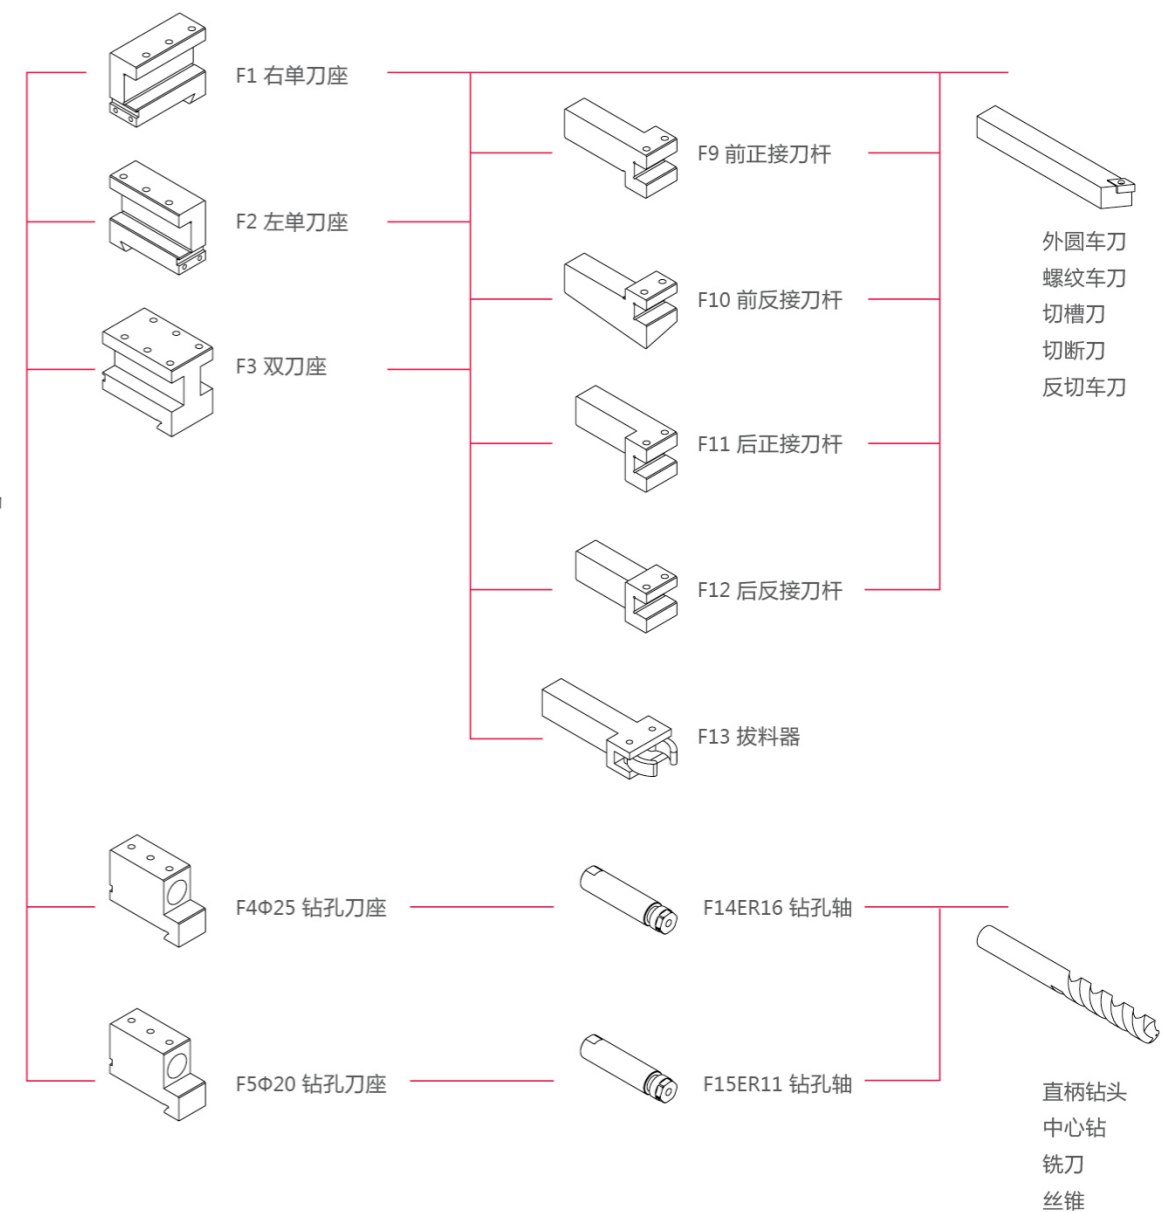 F1 右单刀座
F9 前正接刀杆
F2 左单刀座
外圆车刀
螺纹车刀
F10 前反接刀杆
切槽刀
切断刀
F3 双刀座
反切车刀
F11 后正接刀杆
F12 后反接刀杆
F13 拔料器
F4Φ25 钻孔刀座
F14ER16 钻孔轴
F5Φ20 钻孔刀座
F15ER11 钻孔轴
直柄钻头
中心钻
铣刀
丝锥